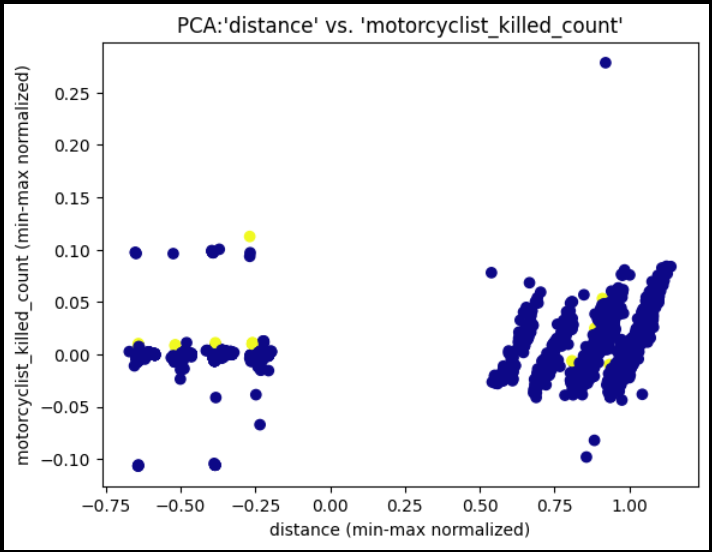 PCA:'distance' vs. 'motorcyclist_killed_count'
motorcyclist_killed_count (min-max normalized)
0.25
0.20
0.15
0.10
0.05
0.00
−0.05
−0.10
−0.75 −0.50 −0.25 0.00 0.25 0.50 0.75 1.00
distance (min-max normalized)